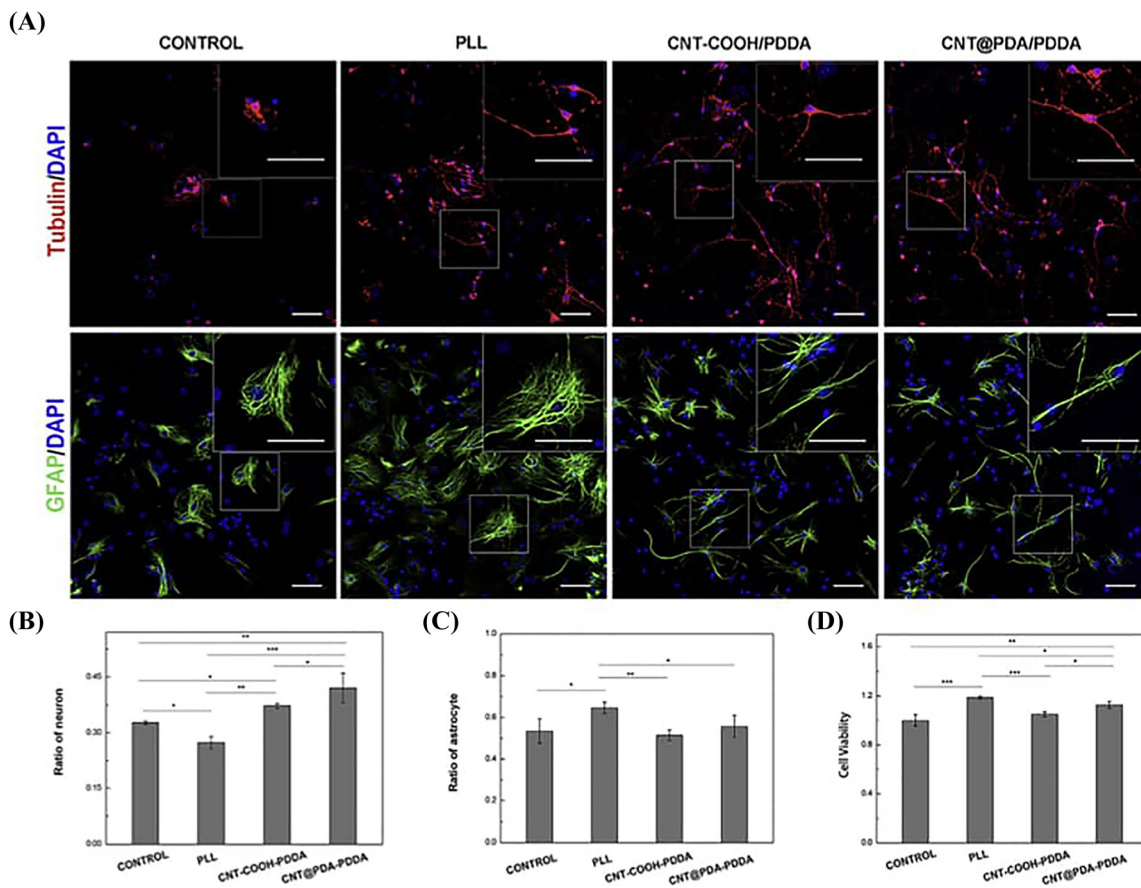 (A)
CONTROL PLL CNT-COOH/PDDA CNT@PDA/PDDA
Tubulin/DAPI
GFAP/DAPI
(B)
Ratio of neuron
0.45
0.30
0.15
0.00
** 
***
*
*
**
*
CONTROL PLL CNT-COOH-PDDA CNT@PDA-PDDA
(C)
Ratio of astrocyte
1.0
0.8
0.6
0.4
0.2
0.0
*
**
*
CONTROL PLL CNT-COOH-PDDA CNT@PDA-PDDA
(D)
Cell Viability
1.6
1.2
0.8
0.4
0.0
**
*
*
***
***
CONTROL PLL CNT-COOH-PDDA CNT@PDA-PDDA